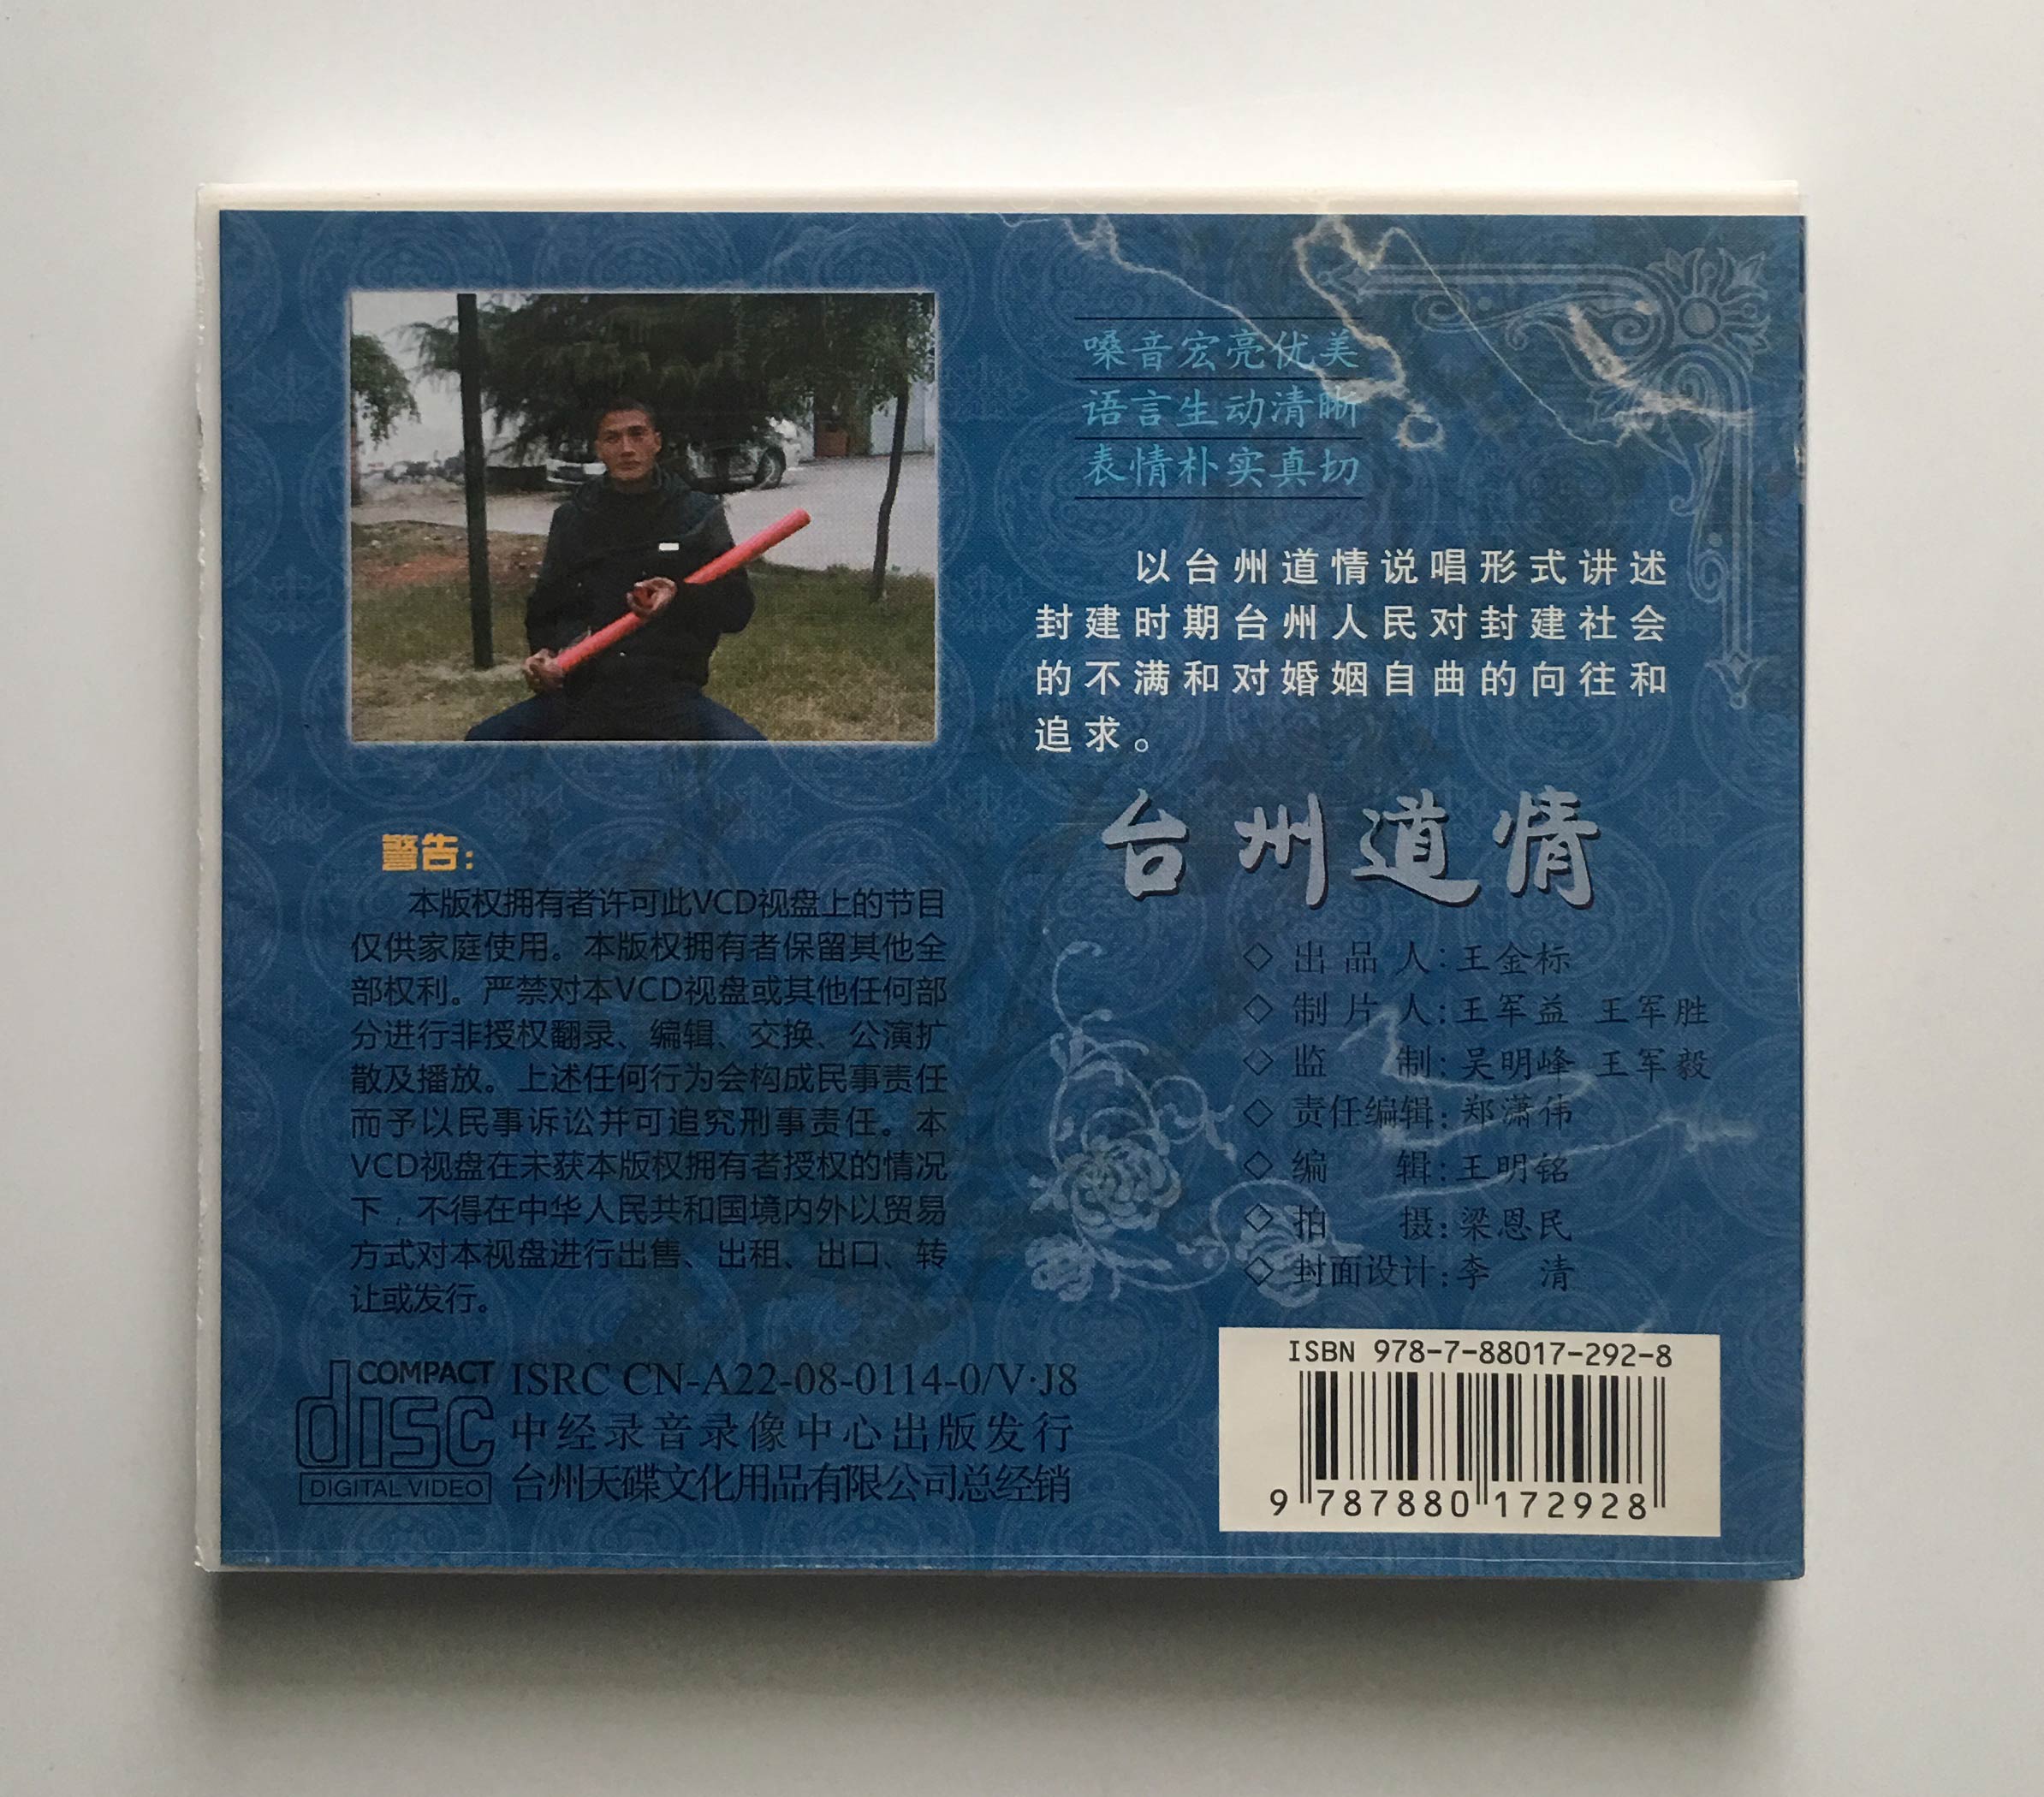 嗓音宏亮优美
语言生动清晰
表情朴实真切
以台州道情说唱形式讲述
封建时期台州人民对封建社会
的不满和对婚姻自曲的向往和
追求。
台州道情
警告：
本版权拥有者许可此VCD视盘上的节目
仅供家庭使用。本版权拥有者保留其他全
部权利。严禁对本VCD视盘或其他任何部
分进行非授权翻录、编辑、交换、公演扩
散及播放。上述任何行为会构成民事责任
而予以民事诉讼并可追究刑事责任。本
VCD视盘在未获本版权拥有者授权的情况
下，不得在中华人民共和国境内外以贸易
方式对本视盘进行出售、出租、出口、转
让或发行。
◇ 出品人：王金标
◇ 制片人：王军益 王军胜
◇ 监制：吴明峰 王军毅
◇ 责任编辑：郑潇伟
◇ 编辑：王明铭
◇ 拍摄：梁恩民
◇ 封面设计：李清
COMPACT
disc
DIGITAL VIDEO
ISRC CN-A22-08-0114-0/V·J8
中经录音录像中心出版发行
台州天碟文化用品有限公司总经销
ISBN 978-7-88017-292-8
9 787880 172928